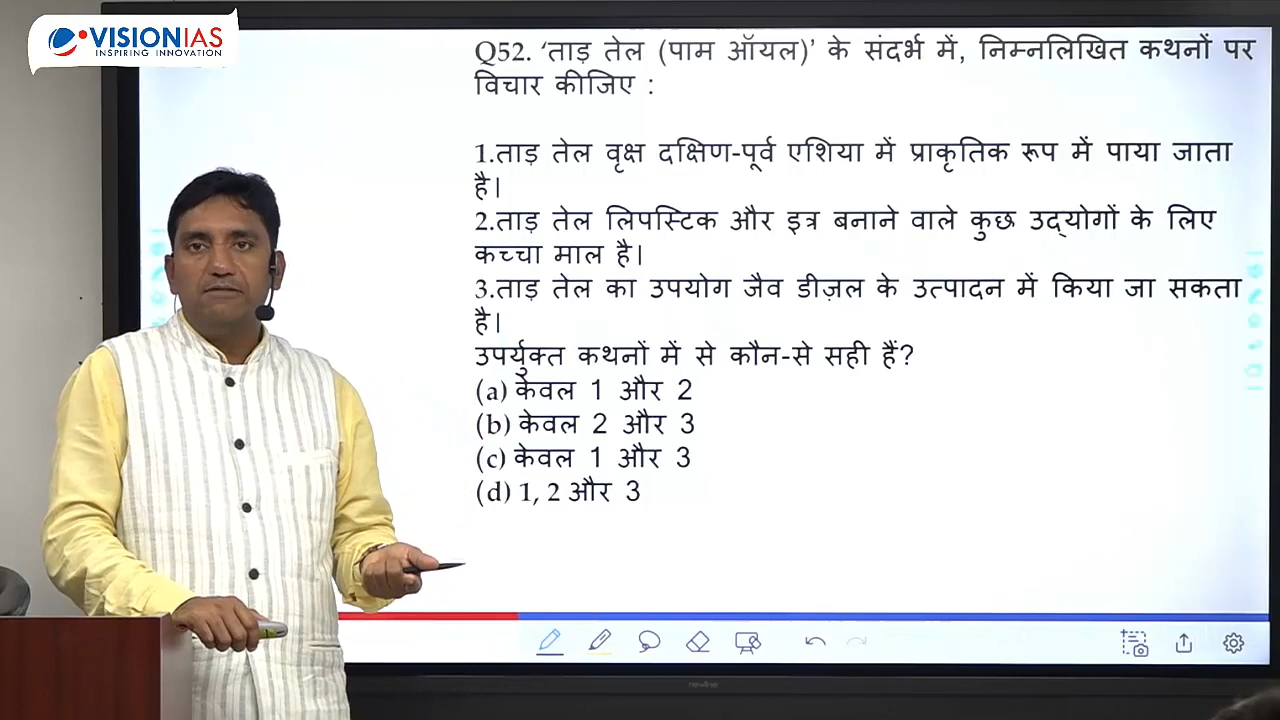 VISIONIAS
INSPIRING INNOVATION
Q52. ‘ताड़ तेल (पाम ऑयल)’ के संदर्भ में, निम्नलिखित कथनों पर
विचार कीजिए :
1.ताड़ तेल वृक्ष दक्षिण-पूर्व एशिया में प्राकृतिक रूप में पाया जाता
है।
2.ताड़ तेल लिपस्टिक और इत्र बनाने वाले कुछ उद्योगों के लिए
कच्चा माल है।
3.ताड़ तेल का उपयोग जैव डीज़ल के उत्पादन में किया जा सकता
है।
उपर्युक्त कथनों में से कौन-से सही हैं?
(a) केवल 1 और 2
(b) केवल 2 और 3
(c) केवल 1 और 3
(d) 1, 2 और 3
newline